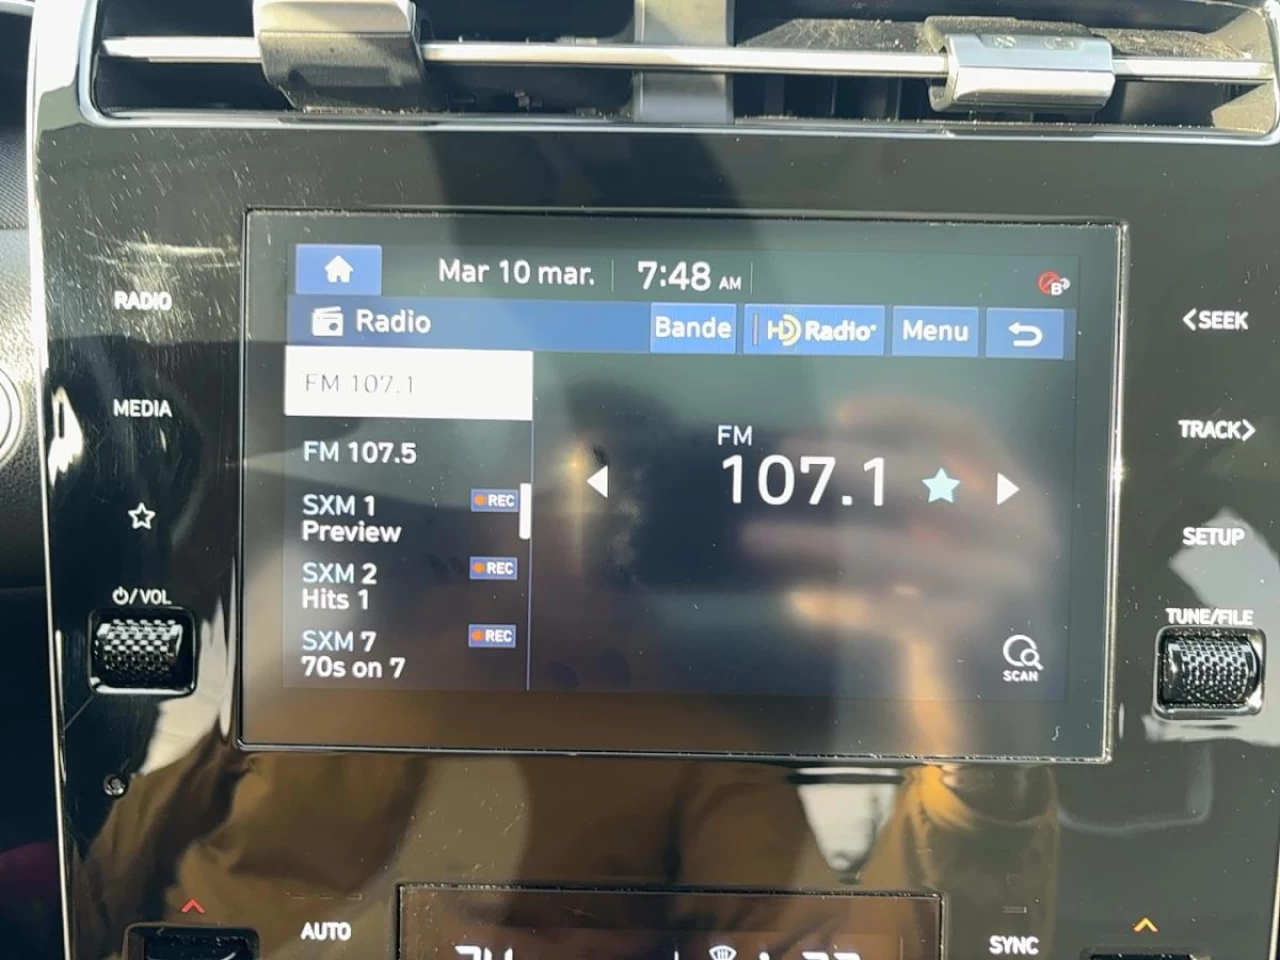 Mar 10 mar. 7:48 AM
B
Radio Bande HD Radio Menu
FM 107.1
FM 107.5
SXM 1 REC
Preview
SXM 2 REC
Hits 1
SXM 7 REC
70s on 7
FM
107.1
SCAN
RADIO
MEDIA
/VOL
<SEEK
TRACK>
SETUP
TUNE/FILE
AUTO
SYNC